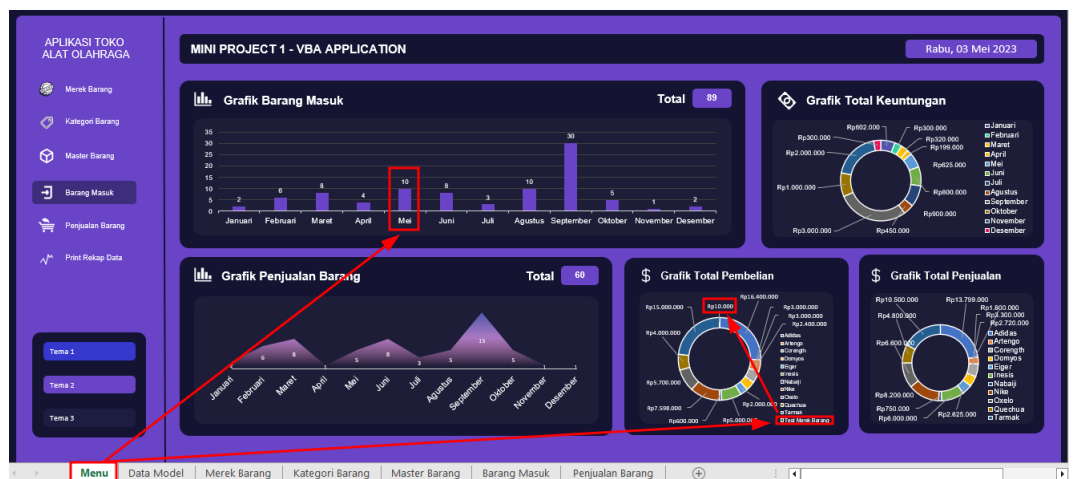 APLIKASI TOKO
ALAT OLAHRAGA
Merek Barang
Kategori Barang
Master Barang
Barang Masuk
Penjualan Barang
Print Rekap Data
Tema 1
Tema 2
Tema 3
MINI PROJECT 1 - VBA APPLICATION
Rabu, 03 Mei 2023
Grafik Barang Masuk
Total 89
35
30
25
20
15
10
5
0
2 6 8 4 10 8 3 10 30 5 1 2
Januari Februari Maret April Mei Juni Juli Agustus September Oktober November Desember
Grafik Total Keuntungan
Rp602.000
Rp300.000
Rp300.000
Rp320.000
Rp199.000
Rp2.000.000
Rp625.000
Rp1.000.000
Rp800.000
Rp900.000
Rp3.000.000
Rp450.000
Januari
Februari
Maret
April
Mei
Juni
Juli
Agustus
September
Oktober
November
Desember
Grafik Penjualan Barang
Total 60
6 8 5 8 3 5 15 5
Januari Februari Maret April Mei Juni Juli Agustus September Oktober November Desember
$ Grafik Total Pembelian
Rp15.000.000
Rp10.000
Rp16.400.000
Rp3.000.000
Rp3.000.000
Rp2.400.000
Rp4.000.000
Rp5.700.000
Rp2.000.000
Rp7.598.000
Rp600.000
Rp5.000.000
Adidas
Artengo
Corength
Domyos
Eiger
Inesis
Nabaiji
Nike
Oxelo
Quechua
Tarmak
Test Merek Barang
$ Grafik Total Penjualan
Rp10.500.000
Rp13.799.000
Rp1.800.000
Rp3.300.000
Rp2.720.000
Rp4.800.000
Rp6.600.000
Rp8.200.000
Rp750.000
Rp6.000.000
Rp2.625.000
Adidas
Artengo
Corength
Domyos
Eiger
Inesis
Nabaiji
Nike
Oxelo
Quechua
Tarmak
Menu Data Model Merek Barang Kategori Barang Master Barang Barang Masuk Penjualan Barang